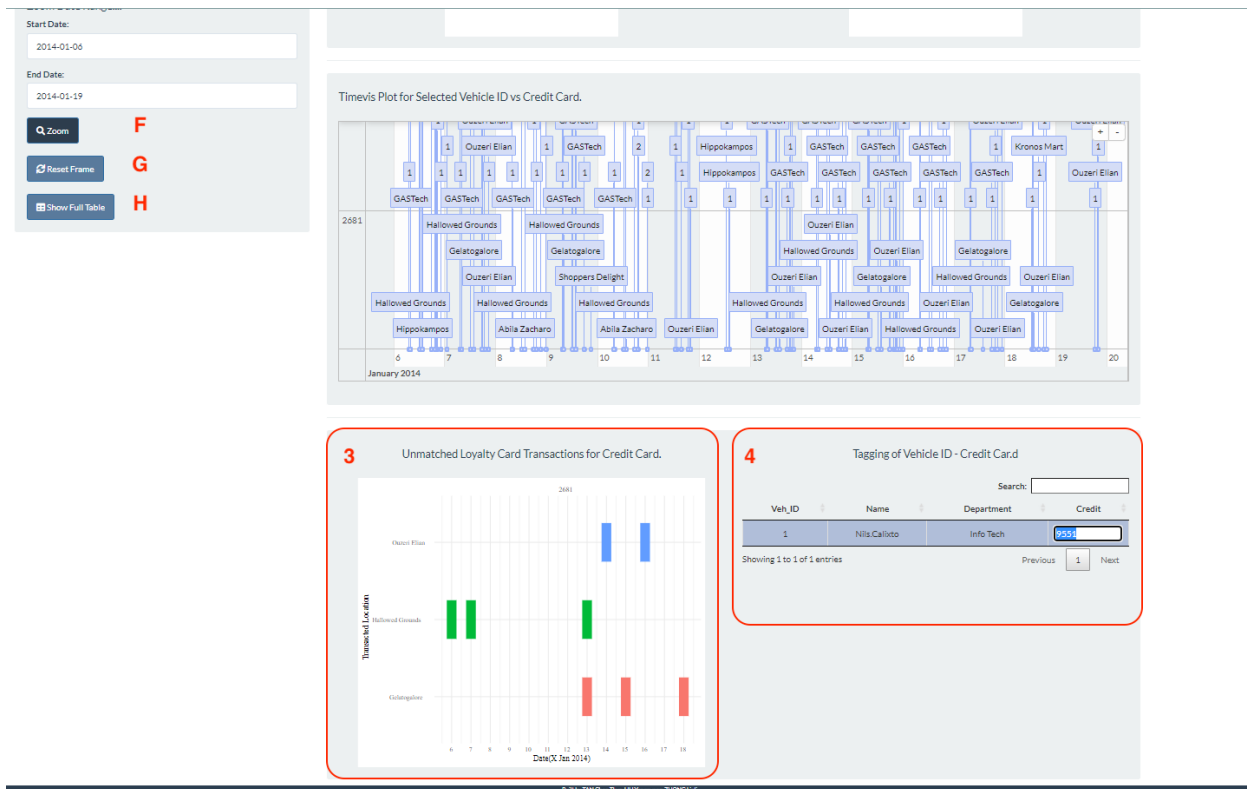 Start Date:
2014-01-06
End Date:
2014-01-19
Zoom F
Reset Frame G
Show Full Table H
Timevis Plot for Selected Vehicle ID vs Credit Card.
+ -
1 Ouzeri Elian 1 GASTech 2 Hippokampos 1 GASTech GASTech GASTech 1 Kronos Mart 1
1 1 1 1 1 1 1 1 1 2 1 Hippokampos GASTech GASTech GASTech GASTech GASTech 1 Ouzeri Elian
GASTech GASTech GASTech GASTech GASTech 1 1 1 1 1 1 1 1 1 1 1 1 1 1 1 1
2681
Hallowed Grounds Hallowed Grounds Ouzeri Elian
Gelatogalore Gelatogalore Hallowed Grounds Ouzeri Elian Gelatogalore
Ouzeri Elian Shoppers Delight Ouzeri Elian Gelatogalore Hallowed Grounds Ouzeri Elian
Hallowed Grounds Hallowed Grounds Hallowed Grounds Hallowed Grounds Hallowed Grounds Ouzeri Elian Gelatogalore
Hippokampos Abila Zacharo Abila Zacharo Ouzeri Elian Gelatogalore Ouzeri Elian Hallowed Grounds Ouzeri Elian
6 7 8 9 10 11 12 13 14 15 16 17 18 19 20
January 2014
3 Unmatched Loyalty Card Transactions for Credit Card.
2681
Ouzeri Elian
Hallowed Grounds
Gelatogalore
Transacted Location
6 7 8 9 10 11 12 13 14 15 16 17 18
Date(X Jan 2014)
4 Tagging of Vehicle ID - Credit Car.d
Search:
Veh_ID Name Department Credit
1 Nils.Calixto Info Tech 9551
Showing 1 to 1 of 1 entries Previous 1 Next